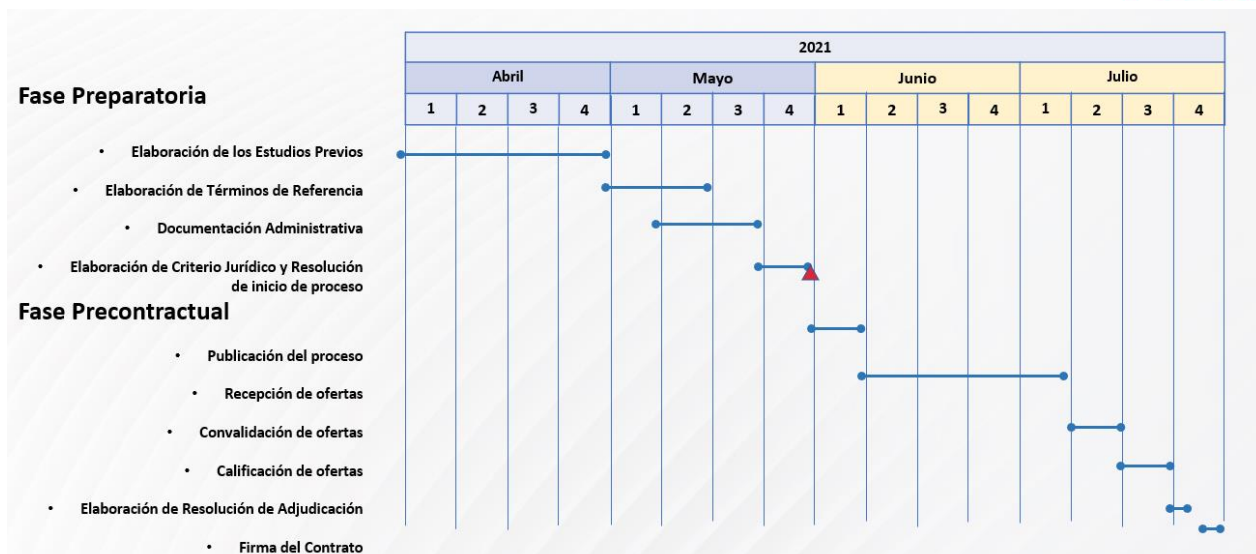 2021
Abril Mayo Junio Julio
1 2 3 4 1 2 3 4 1 2 3 4 1 2 3 4
Fase Preparatoria
• Elaboración de los Estudios Previos
• Elaboración de Términos de Referencia
• Documentación Administrativa
• Elaboración de Criterio Jurídico y Resolución
de inicio de proceso
Fase Precontractual
• Publicación del proceso
• Recepción de ofertas
• Convalidación de ofertas
• Calificación de ofertas
• Elaboración de Resolución de Adjudicación
• Firma del Contrato